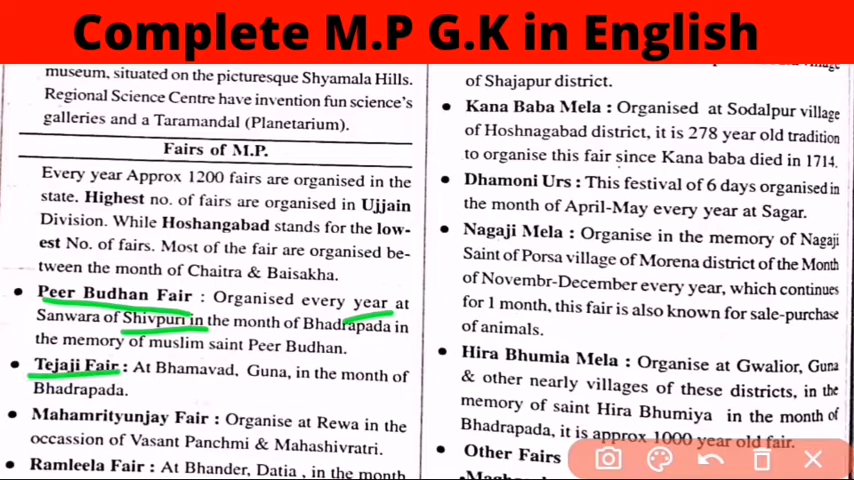 Complete M.P G.K in English
museum, situated on the picturesque Shyamala Hills.
Regional Science Centre have invention fun science's
galleries and a Taramandal (Planetarium).
Fairs of M.P.
Every year Approx 1200 fairs are organised in the
state. Highest no. of fairs are organised in Ujjain
Division. While Hoshangabad stands for the low-
est No. of fairs. Most of the fair are organised be-
tween the month of Chaitra & Baisakha.
• Peer Budhan Fair : Organised every year at
Sanwara of Shivpuri in the month of Bhadrapada in
the memory of muslim saint Peer Budhan.
• Tejaji Fair : At Bhamavad, Guna, in the month of
Bhadrapada.
• Mahamrityunjay Fair : Organise at Rewa in the
occassion of Vasant Panchmi & Mahashivratri.
• Ramleela Fair : At Bhander, Datia , in the month
village
of Shajapur district.
• Kana Baba Mela : Organised at Sodalpur village
of Hoshnagabad district, it is 278 year old tradition
to organise this fair since Kana baba died in 1714.
• Dhamoni Urs : This festival of 6 days organised in
the month of April-May every year at Sagar.
• Nagaji Mela : Organise in the memory of Nagaji
Saint of Porsa village of Morena district of the Month
of Novembr-December every year, which continues
for 1 month, this fair is also known for sale-purchase
of animals.
• Hira Bhumia Mela : Organise at Gwalior, Guna
& other nearly villages of these districts, in the
memory of saint Hira Bhumiya in the month of
Bhadrapada, it is approx 1000 year old fair.
• Other Fairs